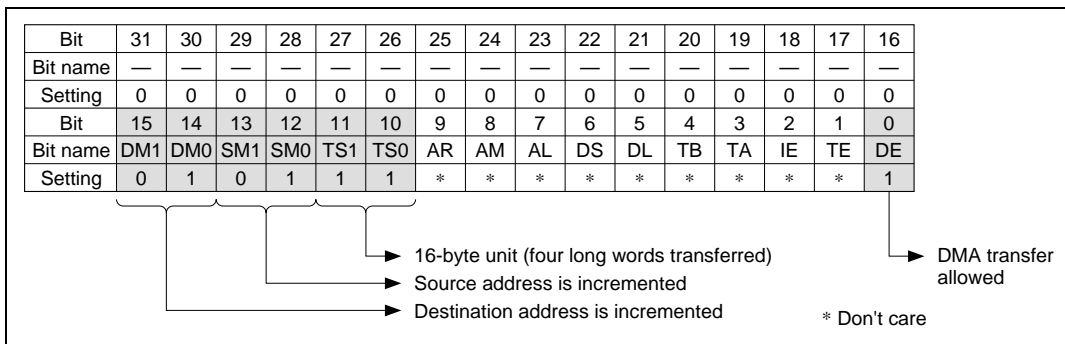 Bit 31 30 29 28 27 26 25 24 23 22 21 20 19 18 17 16
Bit name — — — — — — — — — — — — — — — —
Setting 0 0 0 0 0 0 0 0 0 0 0 0 0 0 0 0
Bit 15 14 13 12 11 10 9 8 7 6 5 4 3 2 1 0
Bit name DM1 DM0 SM1 SM0 TS1 TS0 AR AM AL DS DL TB TA IE TE DE
Setting 0 1 0 1 1 1 * * * * * * * * * 1
16-byte unit (four long words transferred)
Source address is incremented
Destination address is incremented
DMA transfer
allowed
* Don't care